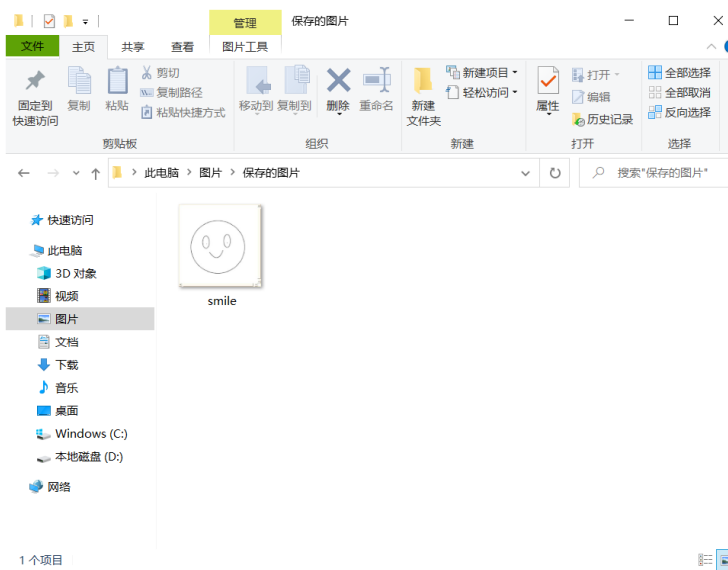 管理 保存的图片
文件 主页 共享 查看 图片工具
固定到
快速访问
复制
粘贴
剪切
复制路径
粘贴快捷方式
剪贴板
移动到 复制到 删除 重命名
组织
新建
文件夹
新建项目
轻松访问
新建
属性
打开
编辑
历史记录
打开
全部选择
全部取消
反向选择
选择
此电脑 图片 保存的图片
搜索"保存的图片"
快速访问
此电脑
3D 对象
视频
图片
文档
下载
音乐
桌面
Windows (C:)
本地磁盘 (D:)
网络
smile
1 个项目